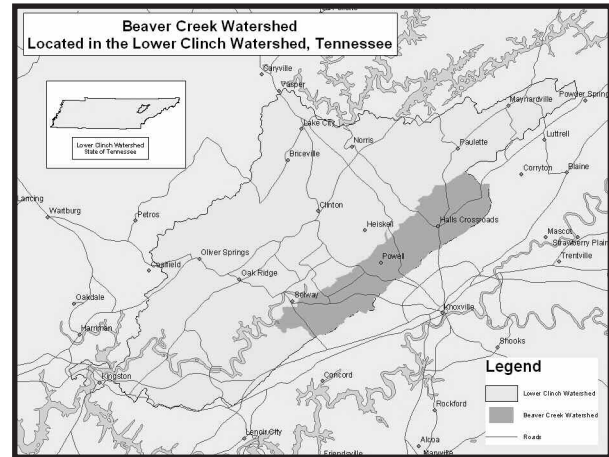 Beaver Creek Watershed
Located in the Lower Clinch Watershed, Tennessee
Caryville
Vasper
Powder Spring
Maynardville
Lake City
Norris
Paulette
Luttrell
Lower Clinch Watershed
State of Tennessee
Briceville
Corryton
Blaine
Lancing
Wartburg
Petros
Clinton
Heiskell
Halls Crossroads
Mascot
Strawberry Plain
Oliver Springs
Powell
Trentville
Coalfield
Oak Ridge
Solway
Oakdale
Knoxville
Harriman
Shooks
Kingston
Concord
Legend
Lower Clinch Watershed
Rockford
Beaver Creek Watershed
Lenoir City
Alcoa
Roads
Friendsville